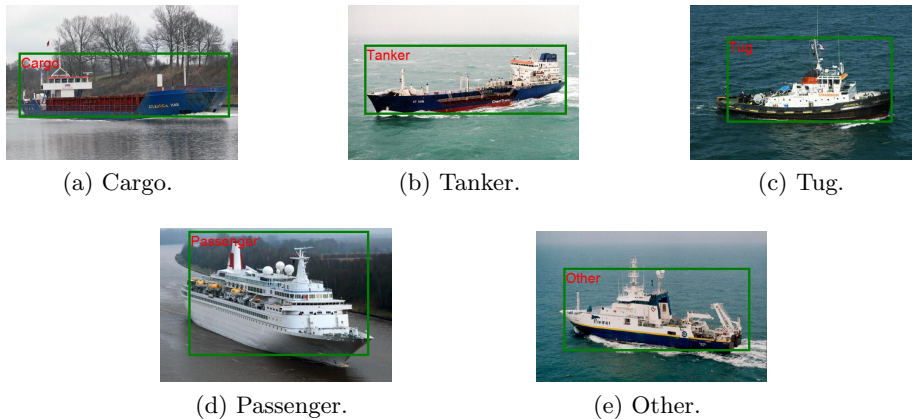 Cargo
Tanker
Tug
(a) Cargo.
(b) Tanker.
(c) Tug.
Passenger
Other
(d) Passenger.
(e) Other.